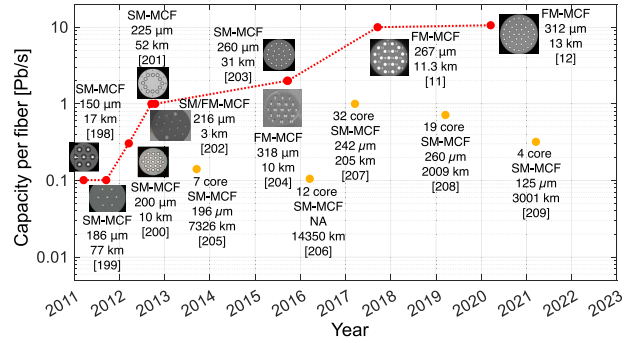 Capacity per fiber [Pb/s]
10
1
0.1
0.01
SM-MCF
150 µm
17 km
[198]
SM-MCF
225 µm
52 km
[201]
SM-MCF
260 µm
31 km
[203]
FM-MCF
267 µm
11.3 km
[11]
FM-MCF
312 µm
13 km
[12]
SM/FM-MCF
216 µm
3 km
[202]
SM-MCF
186 µm
77 km
[199]
SM-MCF
200 µm
10 km
[200]
7 core
SM-MCF
196 µm
7326 km
[205]
FM-MCF
318 µm
10 km
[204]
12 core
SM-MCF
NA
14350 km
[206]
32 core
SM-MCF
242 µm
205 km
[207]
19 core
SM-MCF
260 µm
2009 km
[208]
4 core
SM-MCF
125 µm
3001 km
[209]
2011 2012 2013 2014 2015 2016 2017 2018 2019 2020 2021 2022 2023
Year